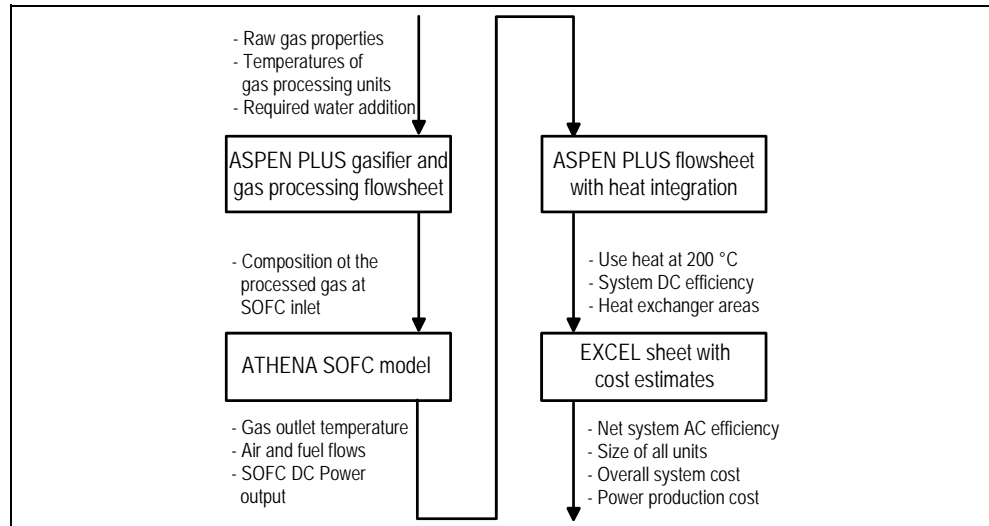 - Raw gas properties
- Temperatures of
gas processing units
- Required water addition
ASPEN PLUS gasifier and
gas processing flowsheet
- Composition ot the
processed gas at
SOFC inlet
ATHENA SOFC model
- Gas outlet temperature
- Air and fuel flows
- SOFC DC Power
output
ASPEN PLUS flowsheet
with heat integration
- Use heat at 200 °C
- System DC efficiency
- Heat exchanger areas
EXCEL sheet with
cost estimates
- Net system AC efficiency
- Size of all units
- Overall system cost
- Power production cost